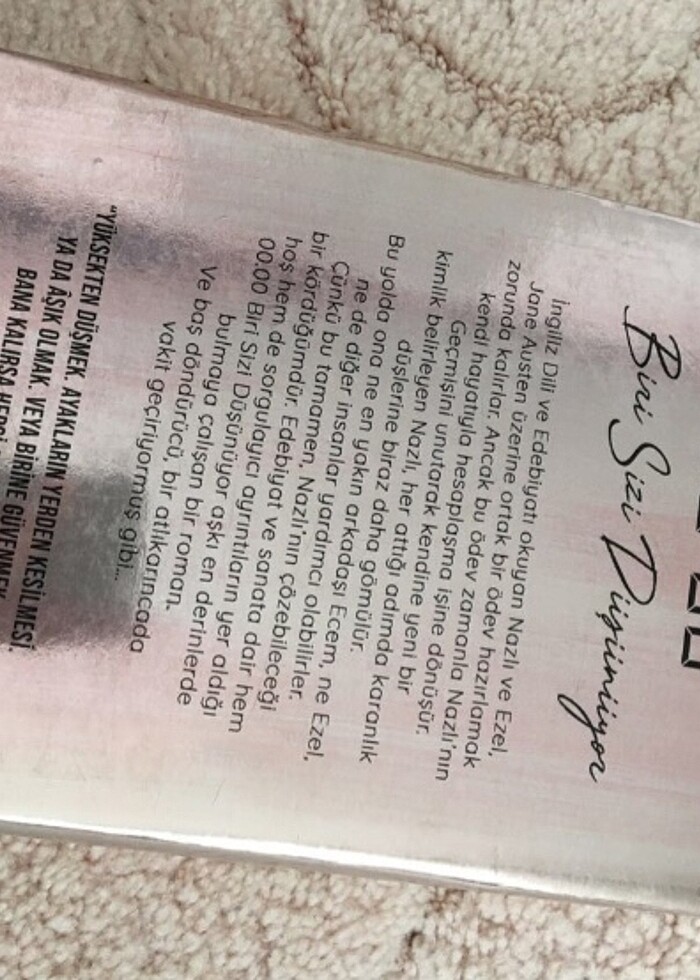 Biri Sizi Düşünüyor
İngiliz Dili ve Edebiyatı okuyan Nazlı ve Ezel,
Jane Austen üzerine ortak bir ödev hazırlamak
zorunda kalırlar. Ancak bu ödev zamanla Nazlı'nın
kendi hayatıyla hesaplaşma işine dönüşür.
Geçmişini unutarak kendine yeni bir
kimlik belirleyen Nazlı, her attığı adımda karanlık
düşlerine biraz daha gömülür.
Bu yolda ona ne en yakın arkadaşı Ecem, ne Ezel,
ne de diğer insanlar yardımcı olabilirler.
Çünkü bu tamamen, Nazlı'nın çözebileceği
bir kördüğümdür. Edebiyat ve sanata dair hem
hoş hem de sorgulayıcı ayrıntıların yer aldığı
00.00 Biri Sizi Düşünüyor aşkı en derinlerde
bulmaya çalışan bir roman.
Ve baş döndürücü, bir atlıkarıncada
vakit geçiriyormuş gibi...
"YÜKSEKTEN DÜŞMEK. AYAKLARIN YERDEN KESİLMESİ.
YA DA ÂŞIK OLMAK. VEYA BİRİNE GÜVENMEK.
BANA KALIRSA HEPSİ